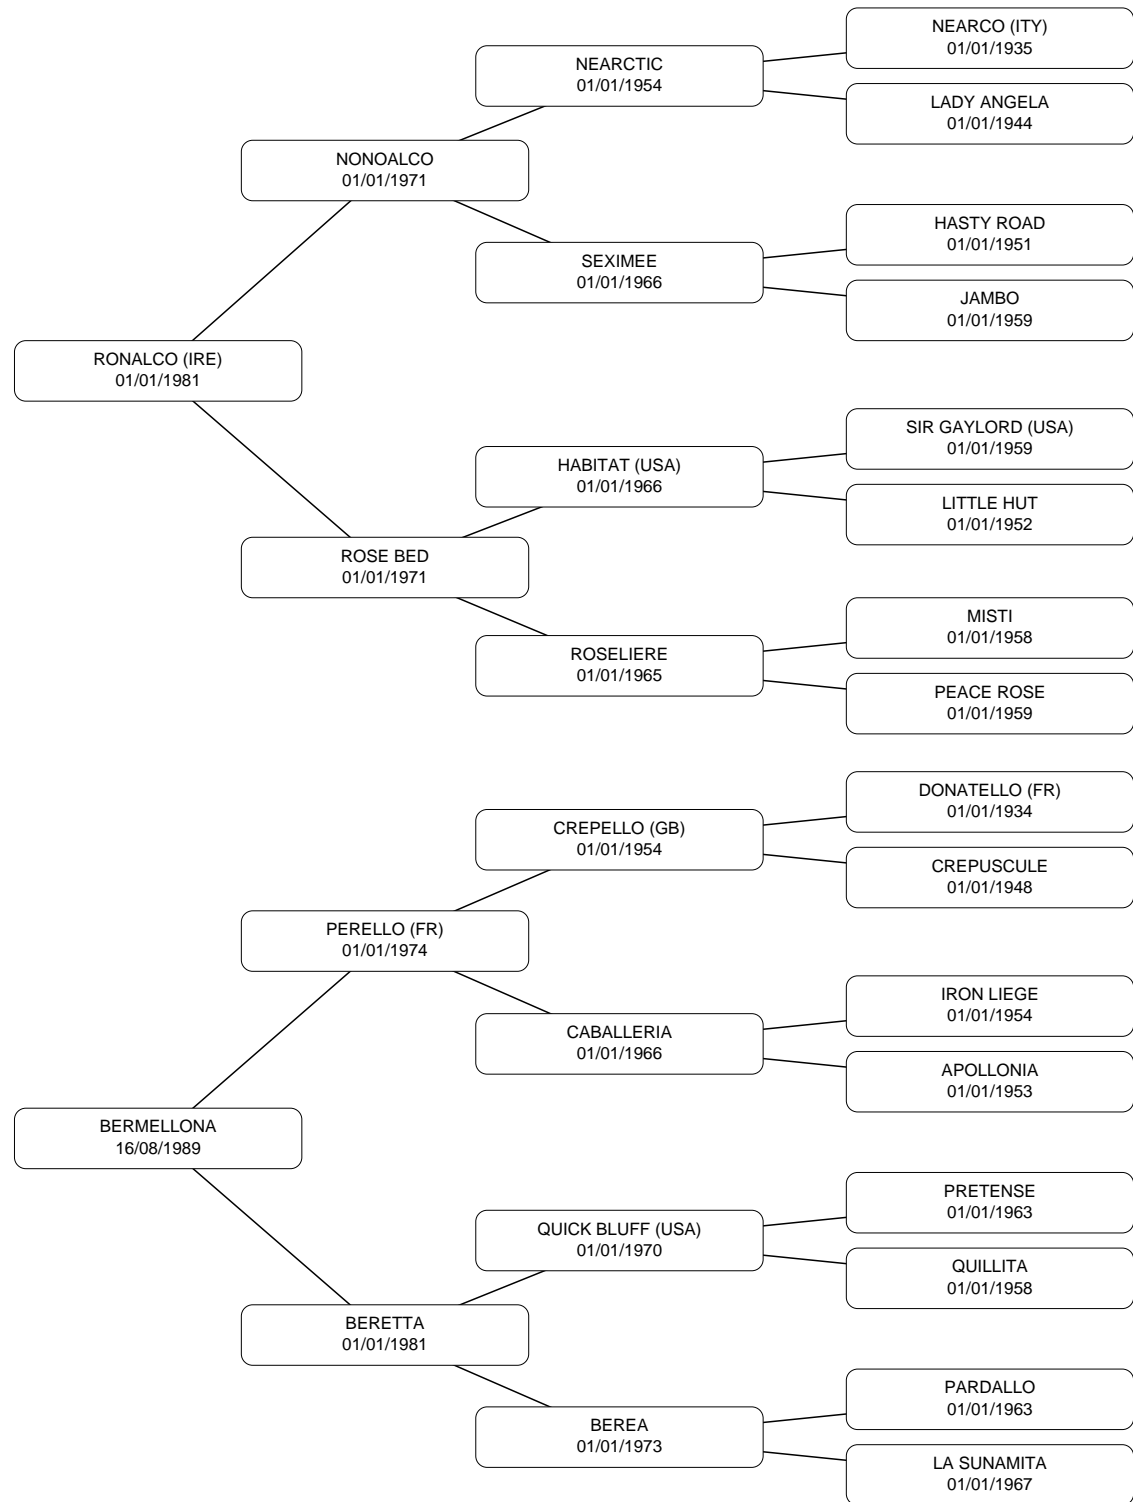 NEARCO (ITY)
01/01/1935
NEARCTIC
01/01/1954
LADY ANGELA
01/01/1944
NONOALCO
01/01/1971
HASTY ROAD
01/01/1951
SEXIMEE
01/01/1966
JAMBO
01/01/1959
RONALCO (IRE)
01/01/1981
SIR GAYLORD (USA)
01/01/1959
HABITAT (USA)
01/01/1966
LITTLE HUT
01/01/1952
ROSE BED
01/01/1971
MISTI
01/01/1958
ROSELIERE
01/01/1965
PEACE ROSE
01/01/1959
DONATELLO (FR)
01/01/1934
CREPELLO (GB)
01/01/1954
CREPUSCULE
01/01/1948
PERELLO (FR)
01/01/1974
IRON LIEGE
01/01/1954
CABALLERIA
01/01/1966
APOLLONIA
01/01/1953
BERMELLONA
16/08/1989
PRETENSE
01/01/1963
QUICK BLUFF (USA)
01/01/1970
QUILLITA
01/01/1958
BERETTA
01/01/1981
PARDALLO
01/01/1963
BEREA
01/01/1973
LA SUNAMITA
01/01/1967